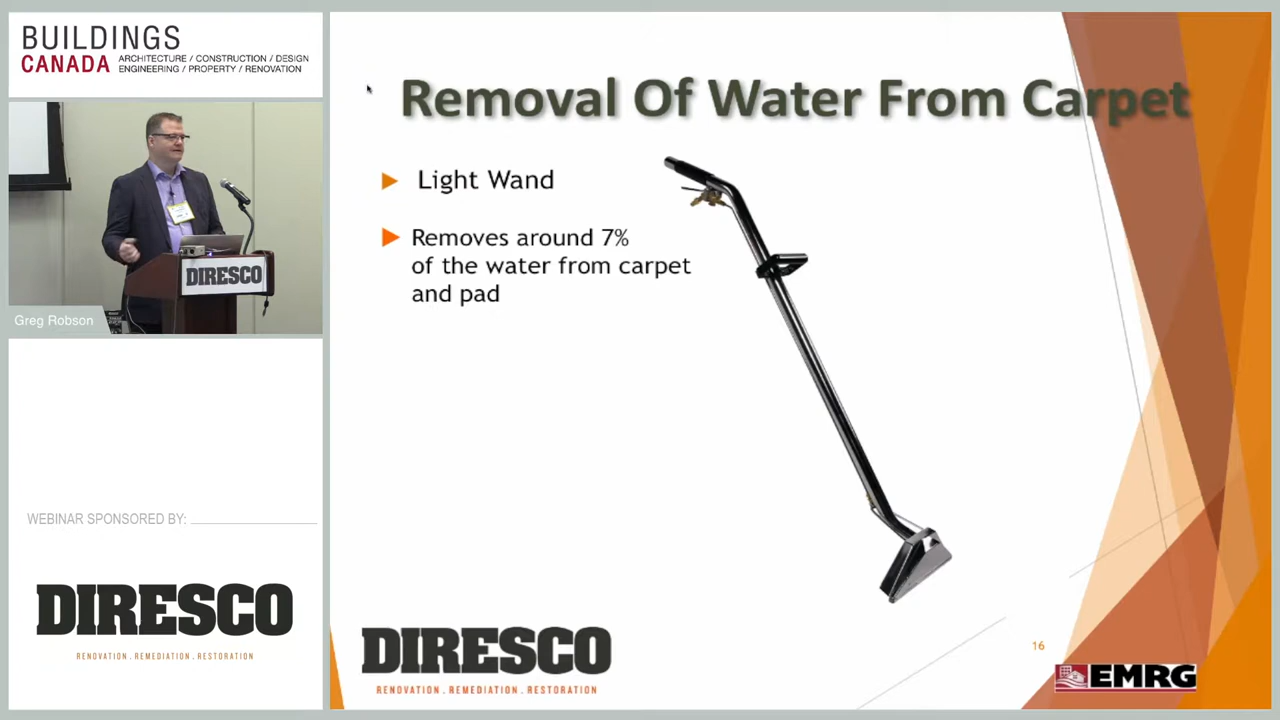 BUILDINGS
CANADA
ARCHITECTURE / CONSTRUCTION / DESIGN
ENGINEERING / PROPERTY / RENOVATION
DIRESCO
Greg Robson
WEBINAR SPONSORED BY:
DIRESCO
RENOVATION . REMEDIATION . RESTORATION
Removal Of Water From Carpet
Light Wand
Removes around 7%
of the water from carpet
and pad
DIRESCO
RENOVATION . REMEDIATION . RESTORATION
16
EMRG